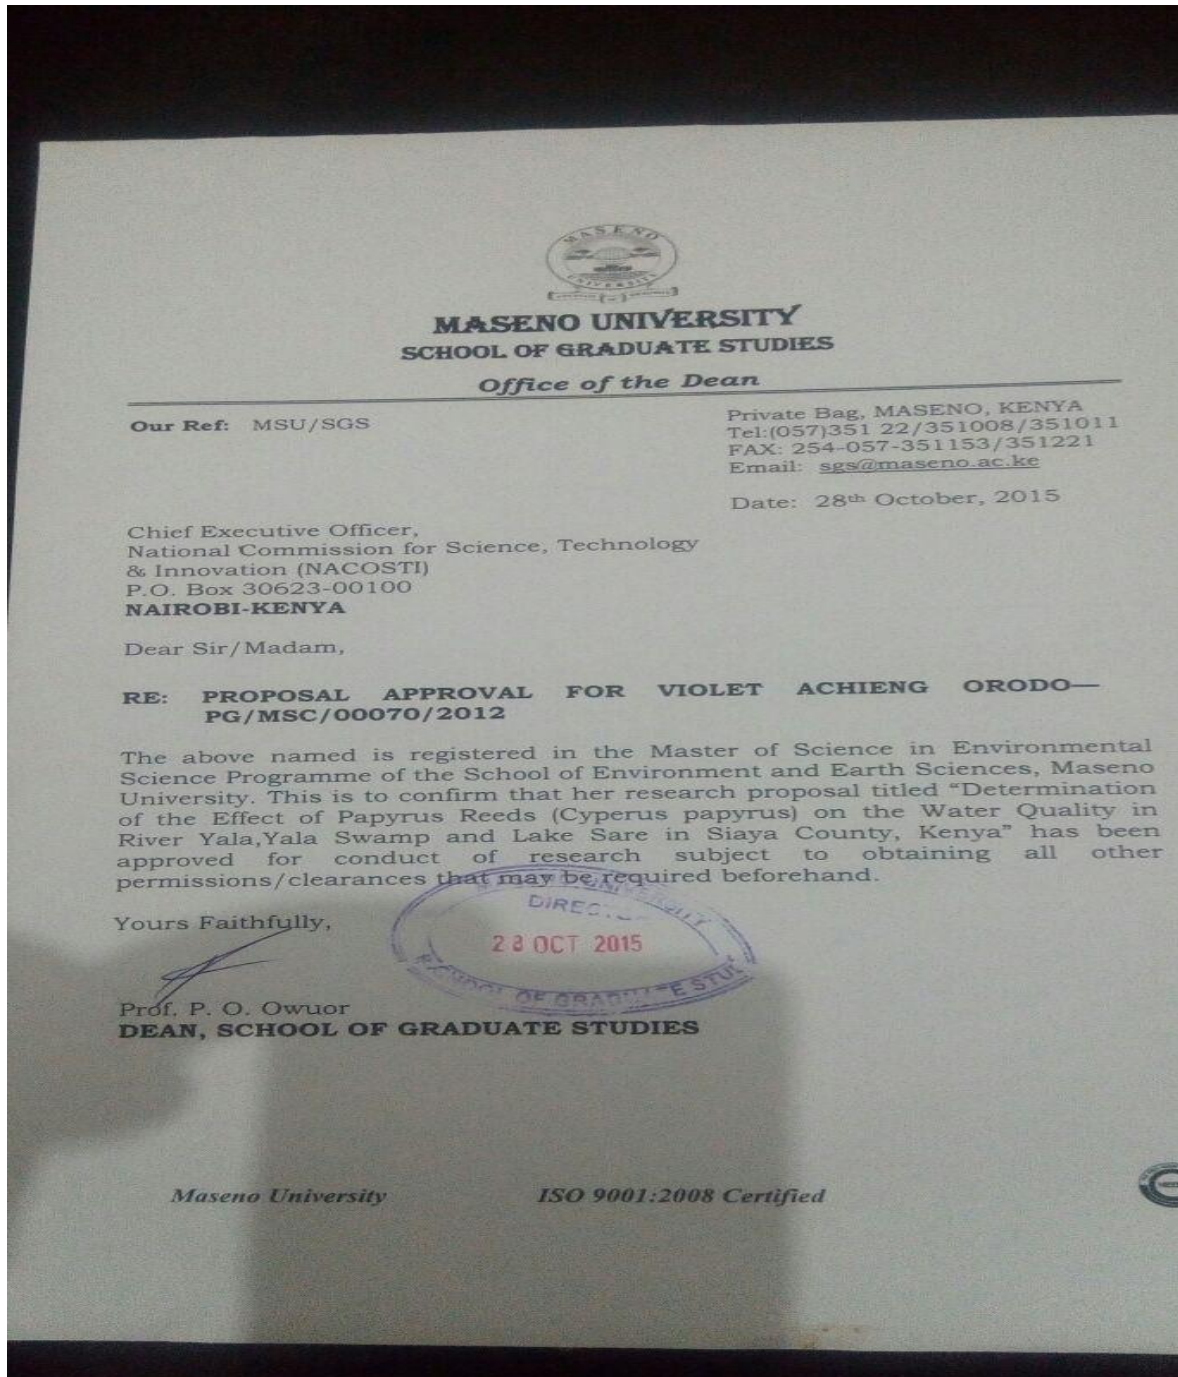 MASENO
UNIVERSITY
MASENO UNIVERSITY
SCHOOL OF GRADUATE STUDIES
Office of the Dean
Our Ref: MSU/SGS
Private Bag, MASENO, KENYA
Tel:(057)351 22/351008/351011
FAX: 254-057-351153/351221
Email: sgs@maseno.ac.ke
Date: 28th October, 2015
Chief Executive Officer,
National Commission for Science, Technology
& Innovation (NACOSTI)
P.O. Box 30623-00100
NAIROBI-KENYA
Dear Sir/Madam,
RE: PROPOSAL APPROVAL FOR VIOLET ACHIENG ORODO—
PG/MSC/00070/2012
The above named is registered in the Master of Science in Environmental
Science Programme of the School of Environment and Earth Sciences, Maseno
University. This is to confirm that her research proposal titled “Determination
of the Effect of Papyrus Reeds (Cyperus papyrus) on the Water Quality in
River Yala,Yala Swamp and Lake Sare in Siaya County, Kenya” has been
approved for conduct of research subject to obtaining all other
permissions/clearances that may be required beforehand.
Yours Faithfully,
28 OCT 2015
SCHOOL OF GRADUATE
Prof. P. O. Owuor
DEAN, SCHOOL OF GRADUATE STUDIES
Maseno University ISO 9001:2008 Certified